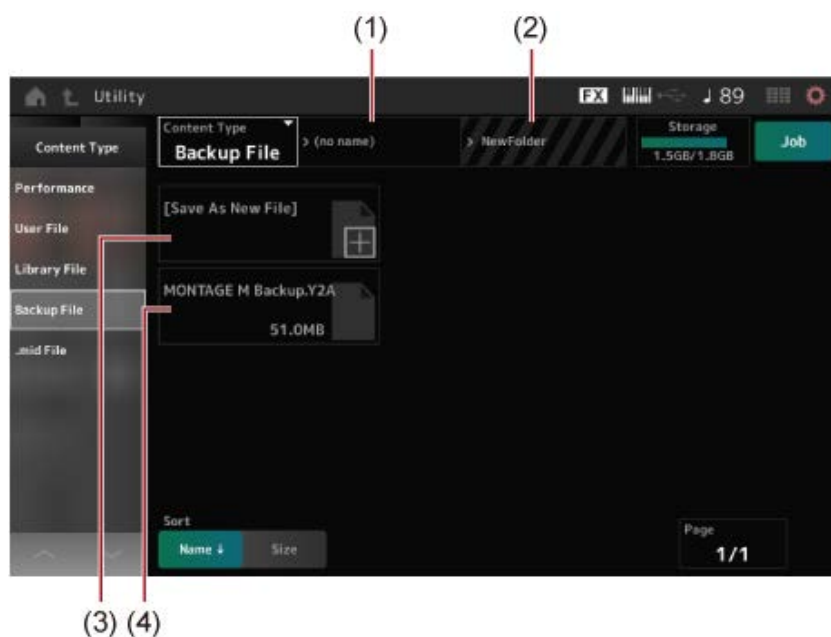 (1) (2)
Utility FX ♩ 89
Content Type
Content Type
Backup File
> (no name)
> NewFolder
Storage
1.5GB/1.8GB
Job
Performance
User File
Library File
Backup File
.mid File
[Save As New File]
MONTAGE M Backup.Y2A
51.0MB
Sort
Name ↓ Size
Page
1/1
(3) (4)